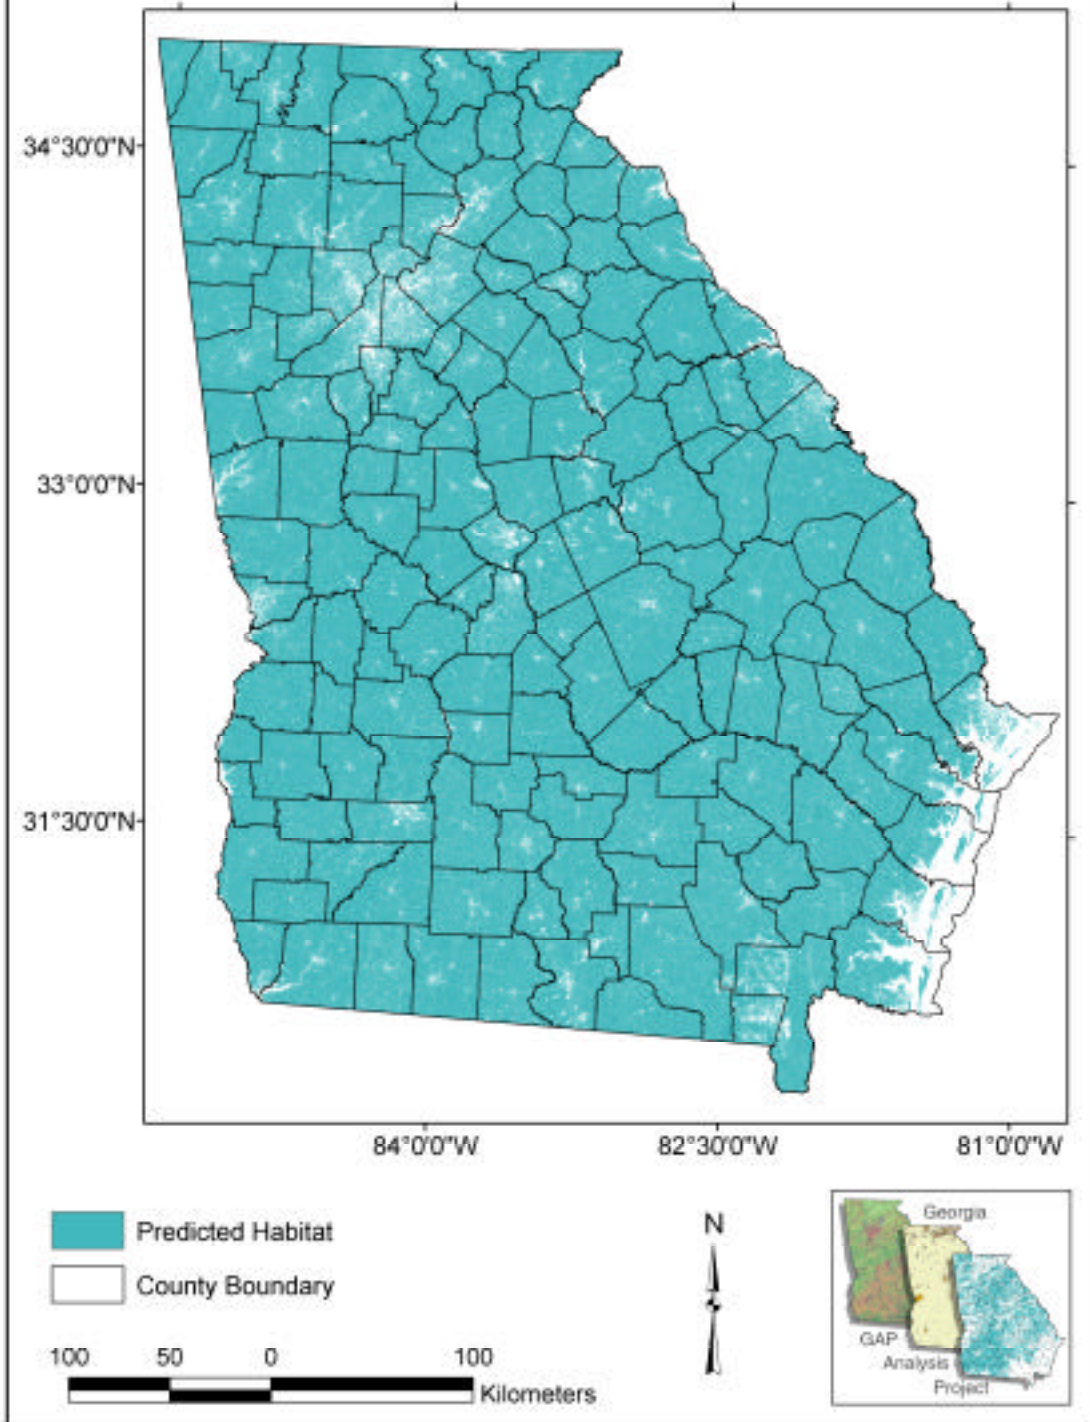 34°30'0"N
33°0'0"N
31°30'0"N
84°0'0"W 82°30'0"W 81°0'0"W
Predicted Habitat
County Boundary
N
100 50 0 100
Kilometers
Georgia
GAP
Analysis
Project